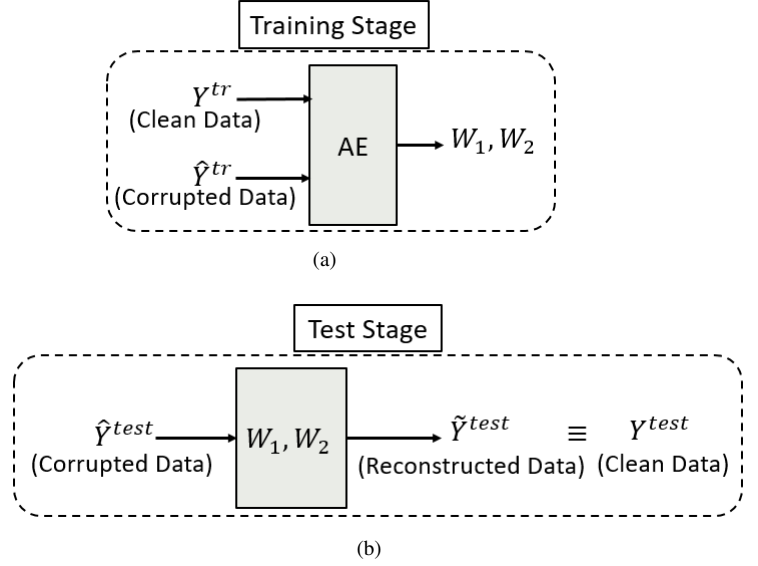 Training Stage
Y^{tr}
(Clean Data)
AE
W_1, W_2
Ŷ^{tr}
(Corrupted Data)
(a)
Test Stage
Ŷ^{test}
(Corrupted Data)
W_1, W_2
Ỹ^{test} ≡ Y^{test}
(Reconstructed Data) (Clean Data)
(b)